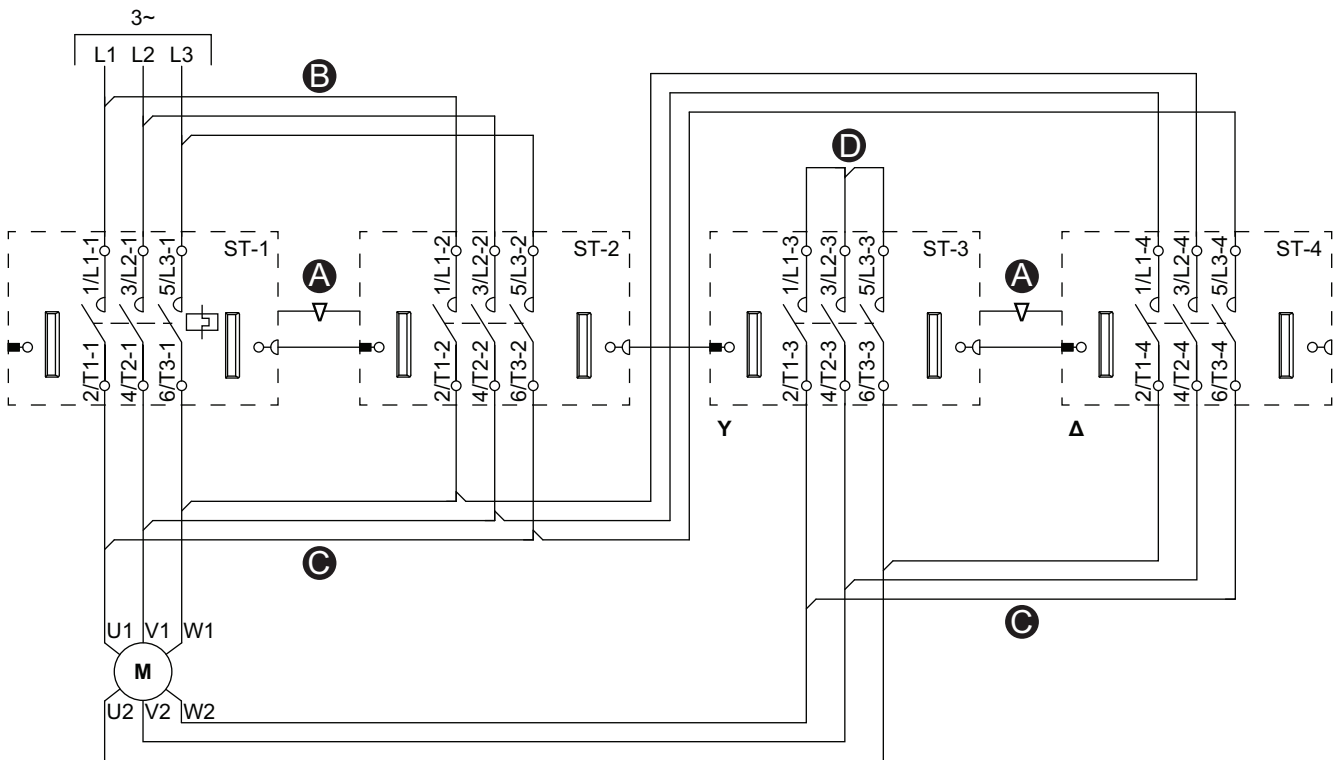 3~
L1 L2 L3
B
D
ST-1
ST-2
ST-3
ST-4
1/L1-1
3/L2-1
5/L3-1
1/L1-2
3/L2-2
5/L3-2
1/L1-3
3/L2-3
5/L3-3
1/L1-4
3/L2-4
5/L3-4
A
A
2/T1-1
4/T2-1
6/T3-1
2/T1-2
4/T2-2
6/T3-2
2/T1-3
4/T2-3
6/T3-3
2/T1-4
4/T2-4
6/T3-4
Y
Δ
C
C
U1 V1 W1
M
U2 V2 W2